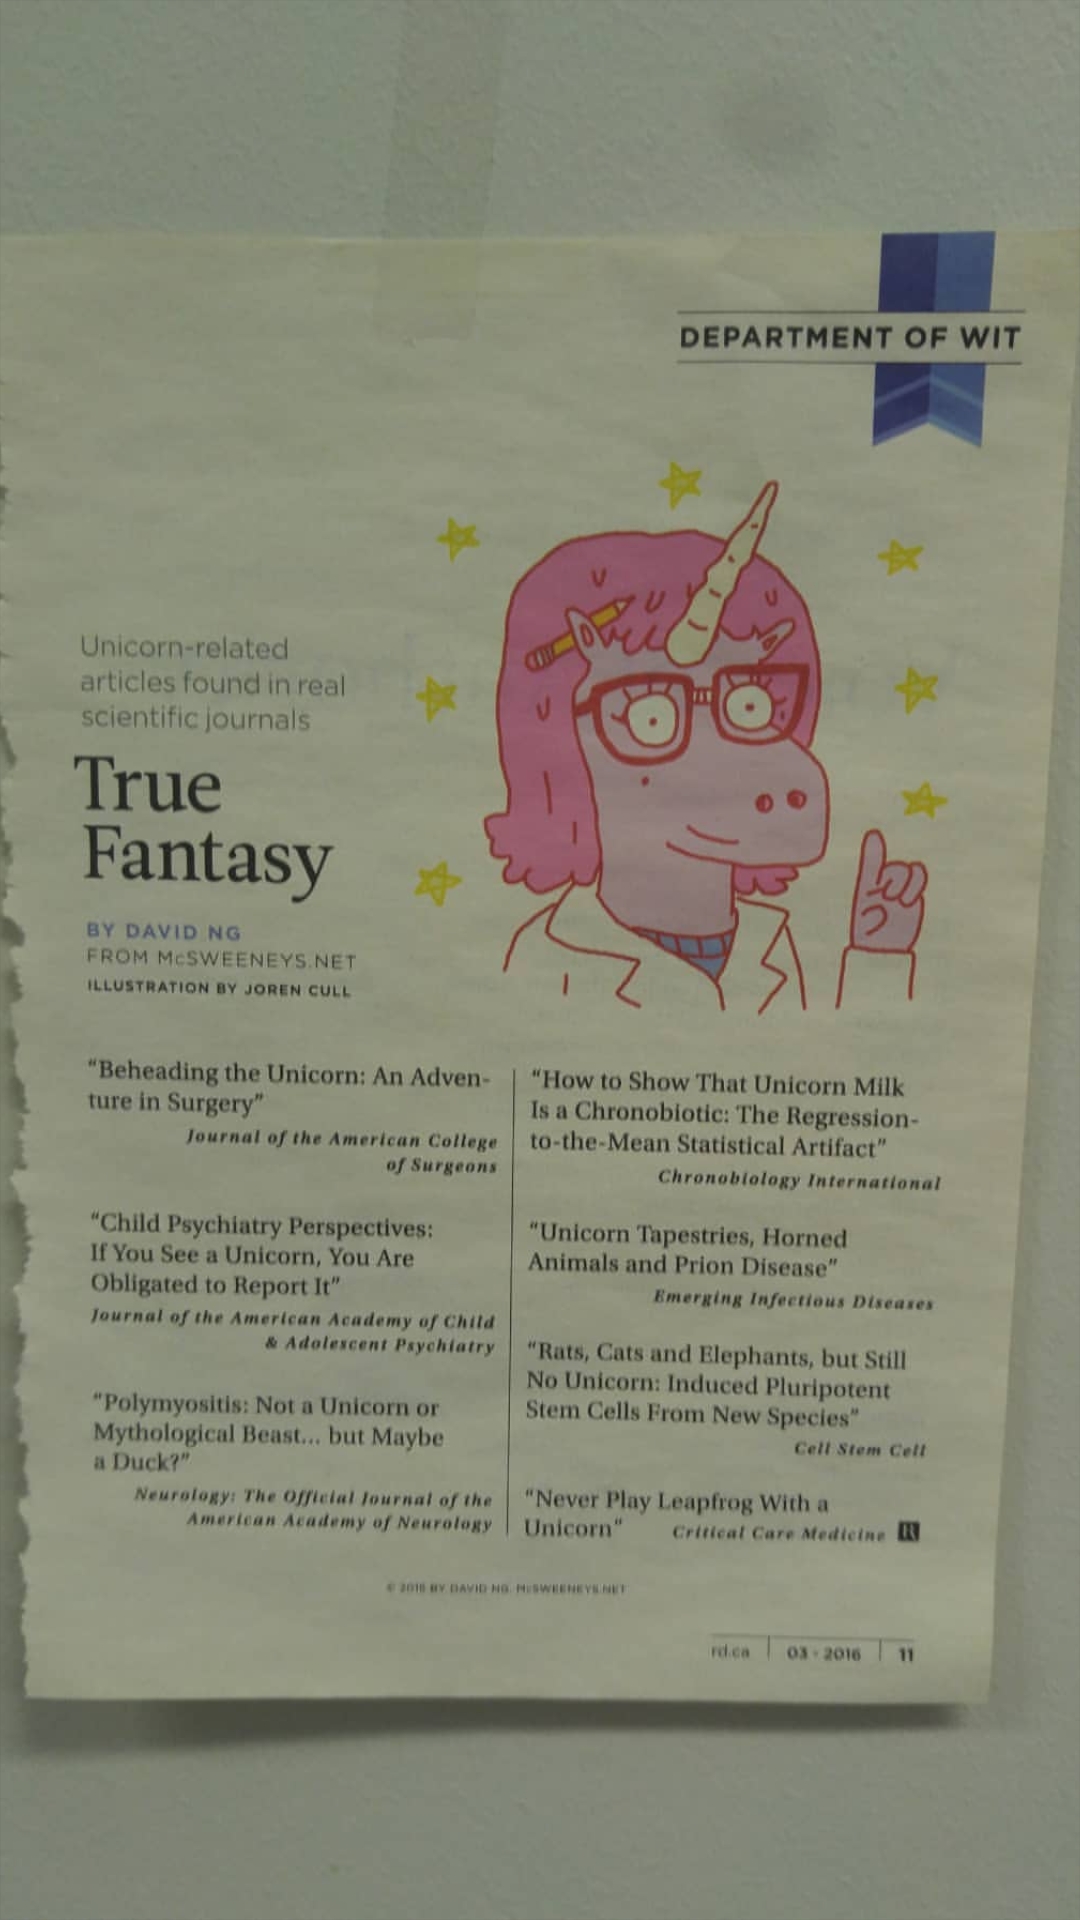 DEPARTMENT OF WIT
Unicorn-related
articles found in real
scientific journals
True
Fantasy
BY DAVID NG
FROM McSWEENEYS.NET
ILLUSTRATION BY JOREN CULL
“Beheading the Unicorn: An Adven-
ture in Surgery”
Journal of the American College
of Surgeons
“Child Psychiatry Perspectives:
If You See a Unicorn, You Are
Obligated to Report It”
Journal of the American Academy of Child
& Adolescent Psychiatry
“Polymyositis: Not a Unicorn or
Mythological Beast... but Maybe
a Duck?”
Neurology: The Official Journal of the
American Academy of Neurology
“How to Show That Unicorn Milk
Is a Chronobiotic: The Regression-
to-the-Mean Statistical Artifact”
Chronobiology International
“Unicorn Tapestries, Horned
Animals and Prion Disease”
Emerging Infectious Diseases
“Rats, Cats and Elephants, but Still
No Unicorn: Induced Pluripotent
Stem Cells From New Species”
Cell Stem Cell
“Never Play Leapfrog With a
Unicorn” Critical Care Medicine R
© BY DAVID NG. McSWEENEYS.NET
rd.ca | 03 • 2016 | 11